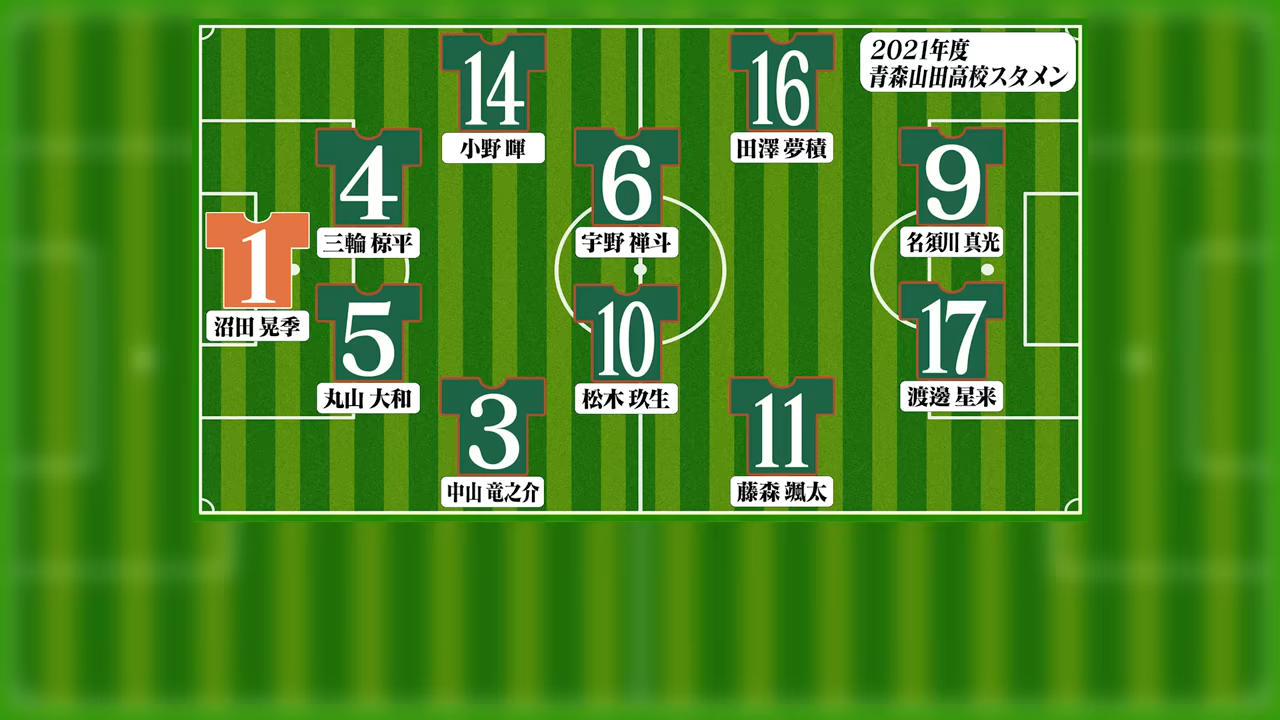 2021年度
青森山田高校スタメン
14
小野 暉
16
田澤 夢積
4
三輪 椋平
6
宇野 禅斗
9
名須川 真光
1
沼田 晃季
5
丸山 大和
10
松木 玖生
17
渡邊 星来
3
中山 竜之介
11
藤森 颯太